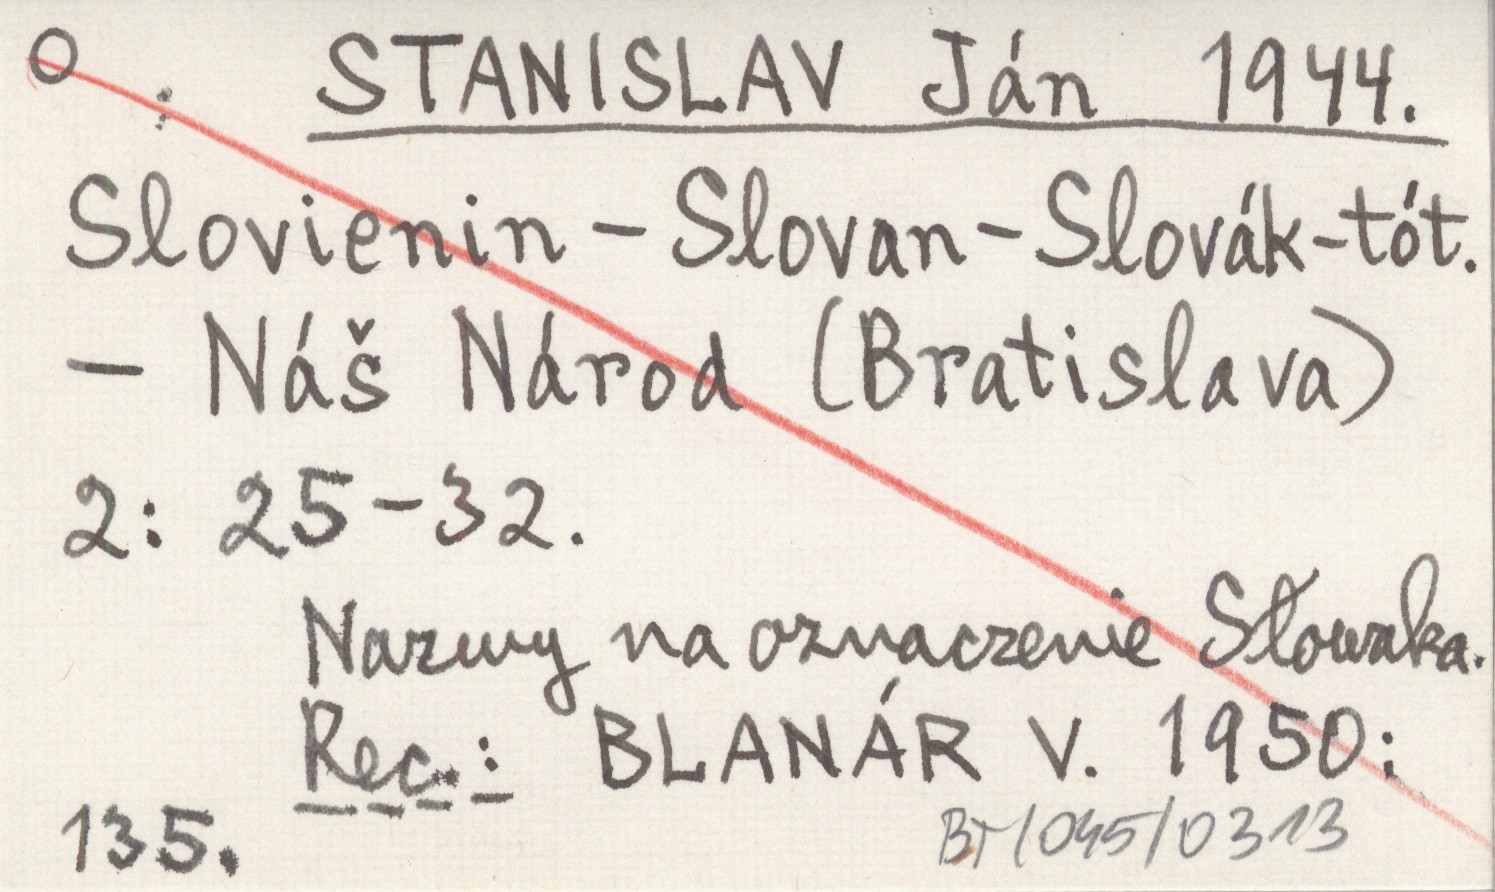 O STANISLAV Ján 1944.
Slovienin - Slovan - Slovák - tót.
- Náš Národ (Bratislava)
2: 25-32.
Nazwy na oznaczenie Słowaka.
Rec.: BLANÁR V. 1950:
135.
BT/045/0313